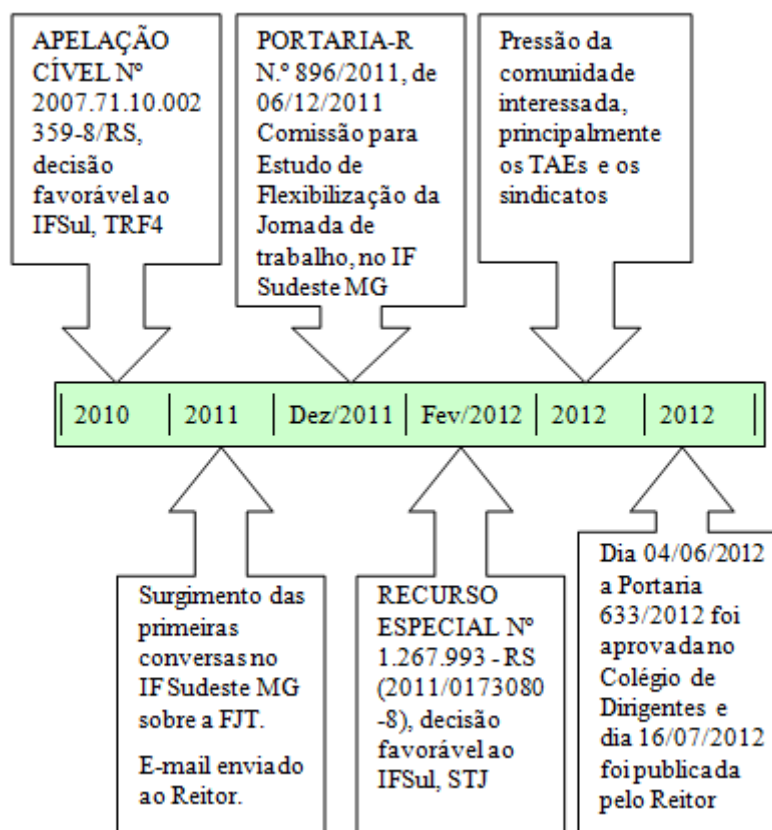 APELAÇÃO
CÍVEL Nº
2007.71.10.002
359-8/RS,
decisão
favorável ao
IFSul, TRF4
PORTARIA-R
N.º 896/2011, de
06/12/2011
Comissão para
Estudo de
Flexibilização da
Jornada de
trabalho, no IF
Sudeste MG
Pressão da
comunidade
interessada,
principalmente
os TAEs e os
sindicatos
2010
2011
Dez/2011
Fev/2012
2012
2012
Surgimento das
primeiras
conversas no
IF Sudeste MG
sobre a FJT.
E-mail enviado
ao Reitor.
RECURSO
ESPECIAL Nº
1.267.993 - RS
(2011/0173080
-8), decisão
favorável ao
IFSul, STJ
Dia 04/06/2012
a Portaria
633/2012 foi
aprovada no
Colégio de
Dirigentes e
dia 16/07/2012
foi publicada
pelo Reitor